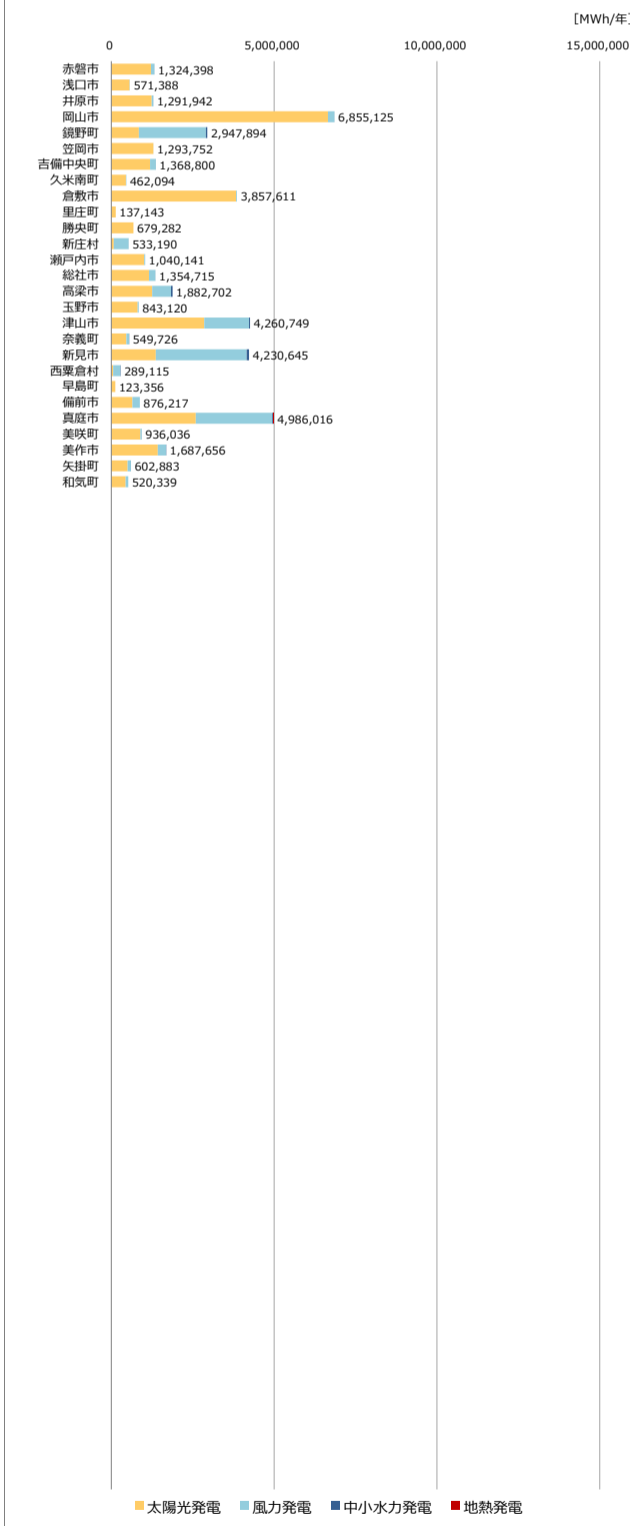 [MWh/年]
0 5,000,000 10,000,000 15,000,000
赤磐市 1,324,398
浅口市 571,388
井原市 1,291,942
岡山市 6,855,125
鏡野町 2,947,894
笠岡市 1,293,752
吉備中央町 1,368,800
久米南町 462,094
倉敷市 3,857,611
里庄町 137,143
勝央町 679,282
新庄村 533,190
瀬戸内市 1,040,141
総社市 1,354,715
高梁市 1,882,702
玉野市 843,120
津山市 4,260,749
奈義町 549,726
新見市 4,230,645
西粟倉村 289,115
早島町 123,356
備前市 876,217
真庭市 4,986,016
美咲町 936,036
美作市 1,687,656
矢掛町 602,883
和気町 520,339
太陽光発電 風力発電 中小水力発電 地熱発電